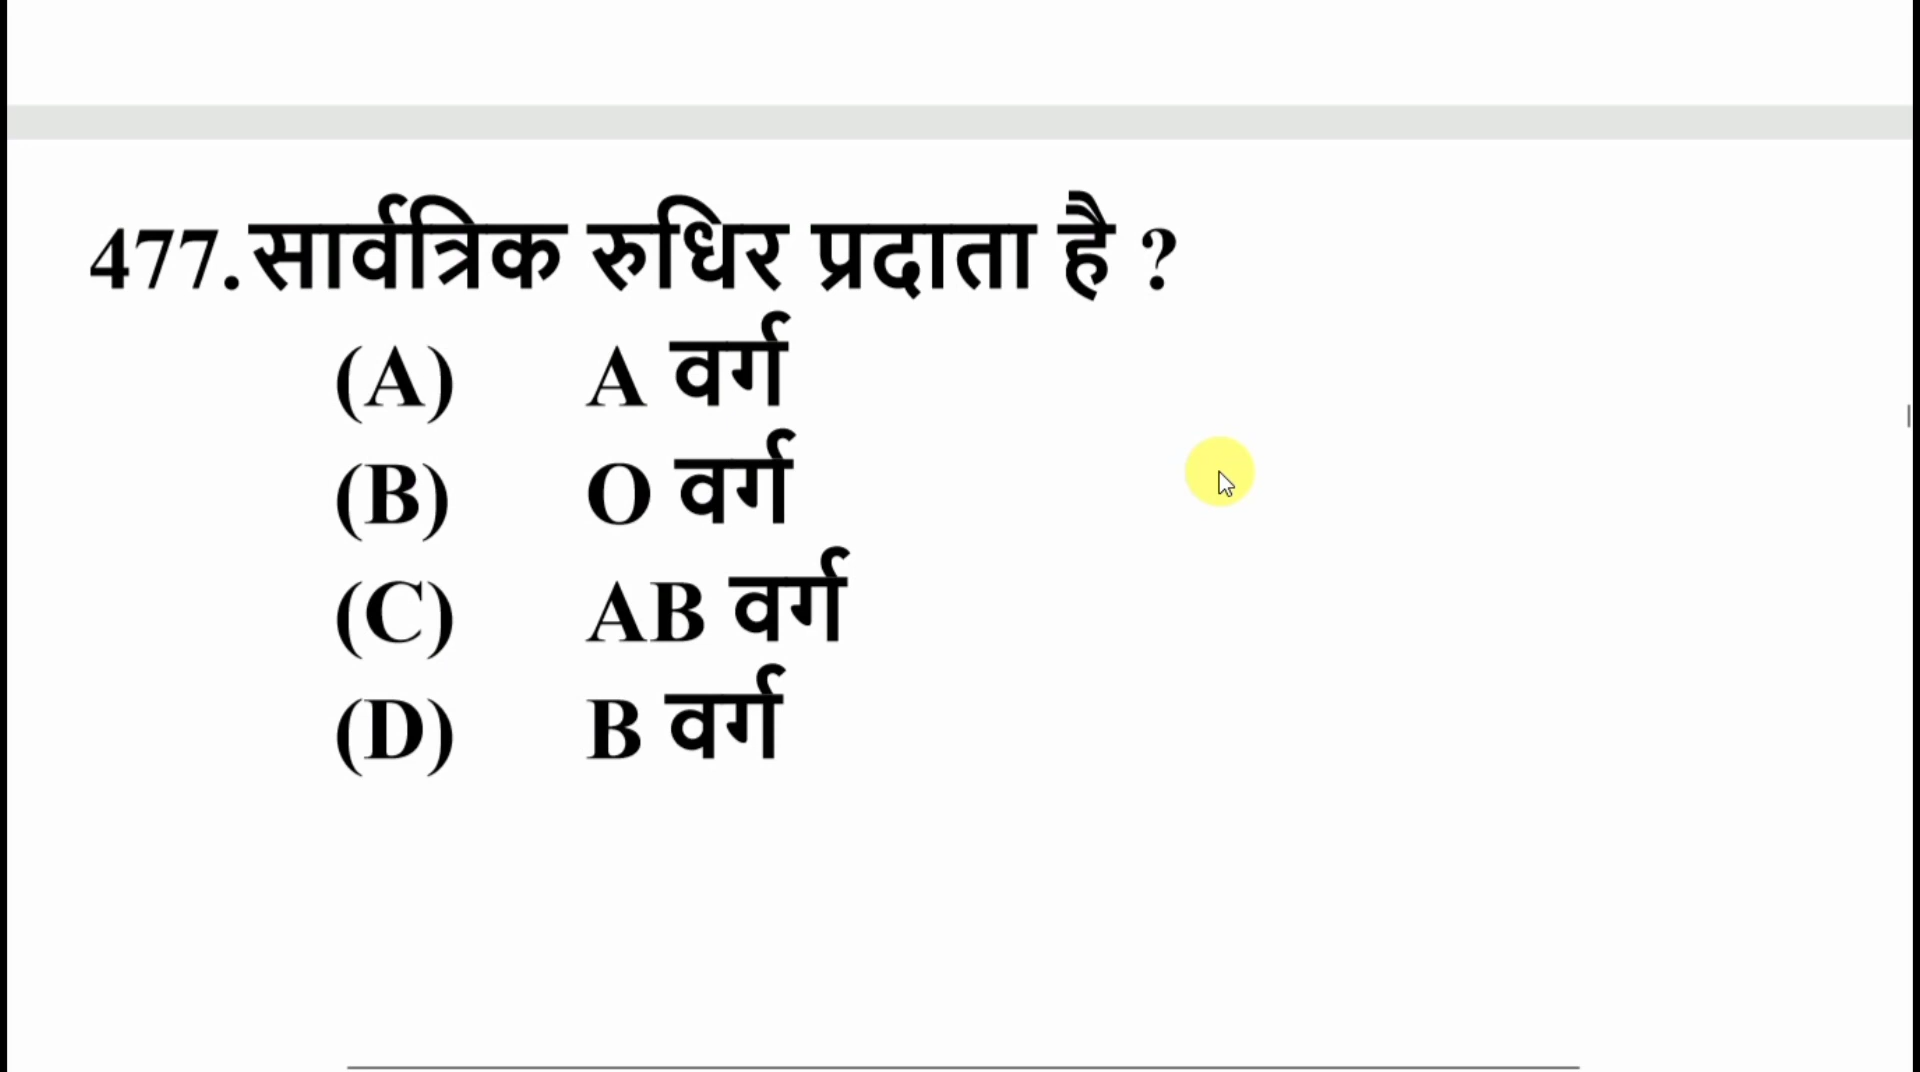 477. सार्वत्रिक रुधिर प्रदाता है ?
(A) A वर्ग
(B) O वर्ग
(C) AB वर्ग
(D) B वर्ग